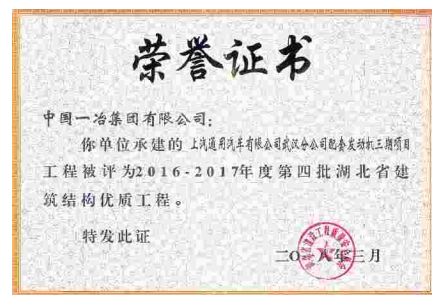 荣誉证书
中国一冶集团有限公司：
你单位承建的 上汽通用汽车有限公司武汉分公司配套发动机三期项目
工程被评为2016-2017年度第四批湖北省建
筑结构优质工程。
特发此证
二〇一八年三月